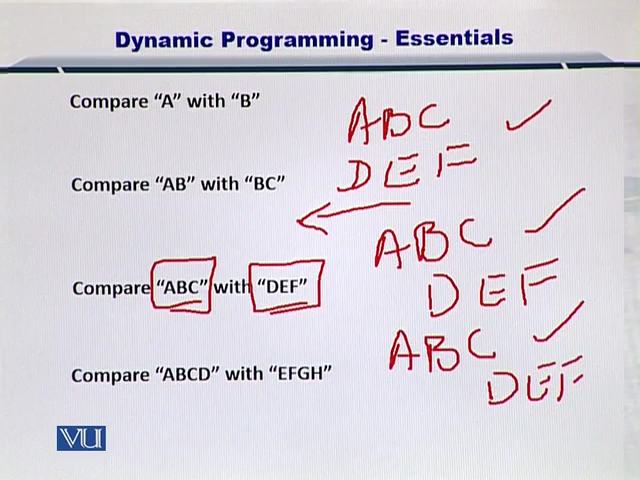 Dynamic Programming - Essentials
Compare “A” with “B”
ABC
DEF
Compare “AB” with “BC”
ABC
DEF
Compare “ABC” with “DEF”
ABC
DEF
Compare “ABCD” with “EFGH”
VU